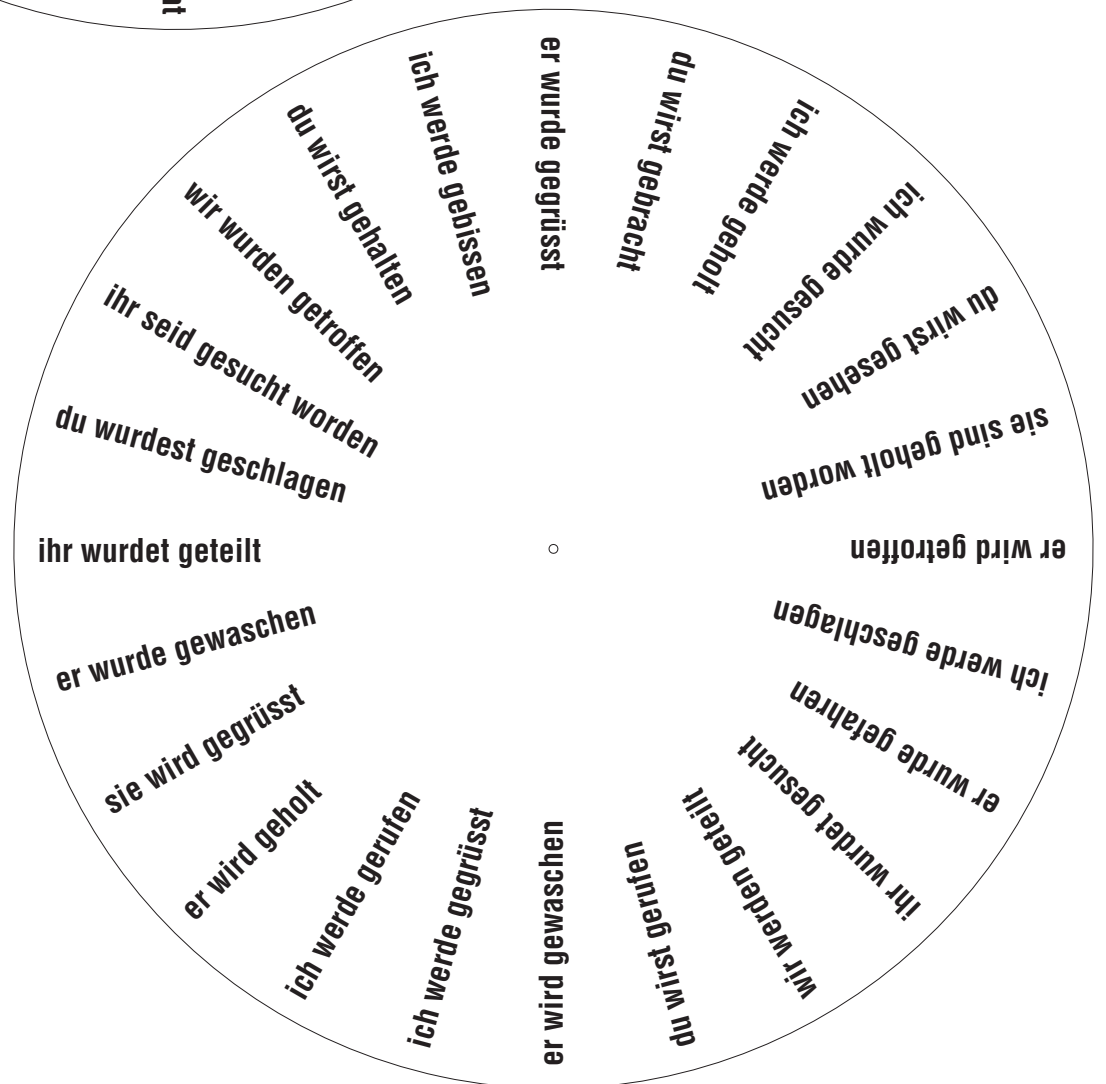 nt
er wurde gegrüsst
du wirst gebracht
ich werde geholt
ich wurde gesucht
du wirst gesehen
sie sind geholt worden
er wird getroffen
ich werde geschlagen
er wurde gefahren
ihr wurdet gesucht
wir werden geteilt
du wirst gerufen
er wird gewaschen
ich werde gegrüsst
ich werde gerufen
er wird geholt
sie wird gegrüsst
er wurde gewaschen
ihr wurdet geteilt
du wurdest geschlagen
ihr seid gesucht worden
wir wurden getroffen
du wirst gehalten
ich werde gebissen